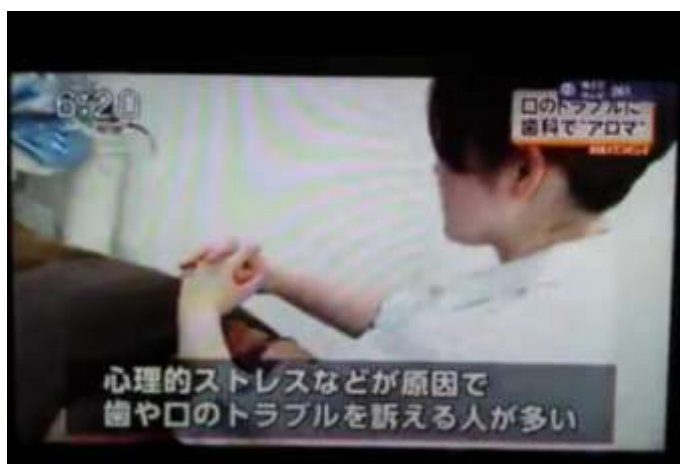 6:20
口のトラブルに
歯科で"アロマ"
心理的ストレスなどが原因で
歯や口のトラブルを訴える人が多い